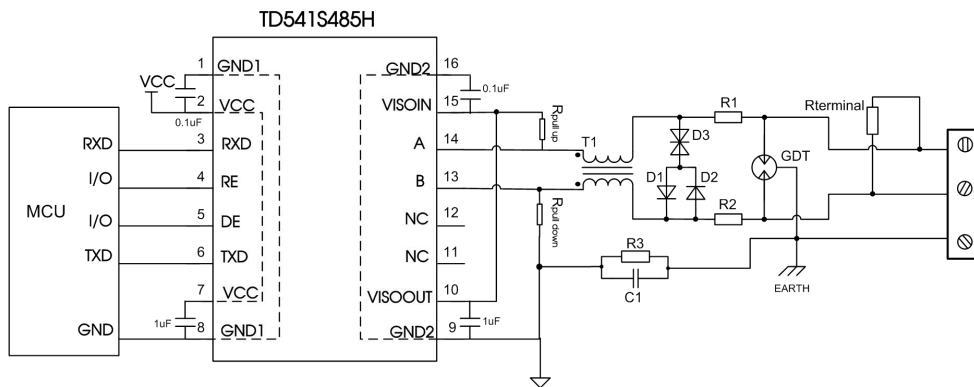 TD541S485H
1 GND1
GND2 16
VCC
0.1uF
2 VCC
VISOIN 15
0.1uF
Rpull up
RXD 3 RXD
A 14
T1
D3
R1
GDT
Rterminal
I/O 4 RE
B 13
D1 D2
R2
MCU
I/O 5 DE
NC 12
Rpull down
TXD 6 TXD
NC 11
R3
C1
EARTH
7 VCC
VISOOUT 10
1uF
1uF
GND 8 GND1
GND2 9